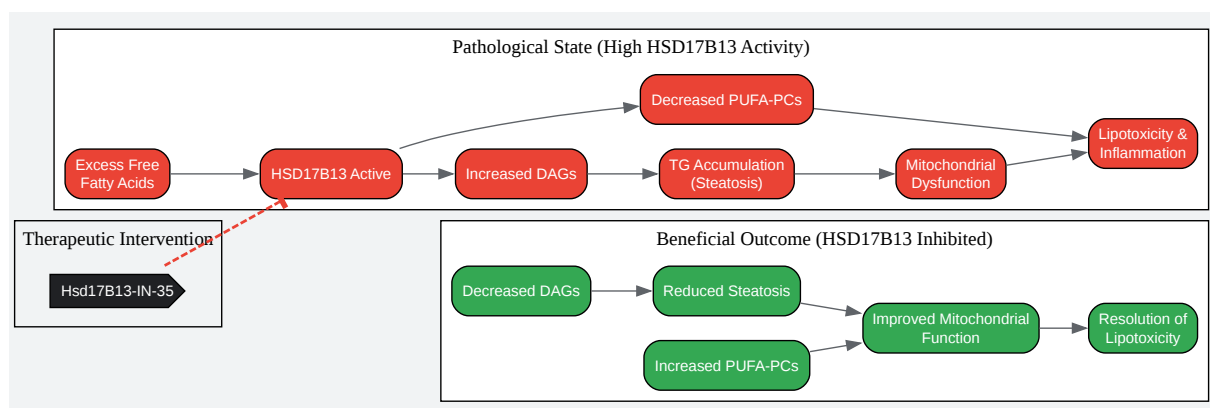 Pathological State (High HSD17B13 Activity)
Decreased PUFA-PCs
Excess Free
Fatty Acids
HSD17B13 Active
Increased DAGs
TG Accumulation
(Steatosis)
Mitochondrial
Dysfunction
Lipotoxicity &
Inflammation
Therapeutic Intervention
Hsd17B13-IN-35
Beneficial Outcome (HSD17B13 Inhibited)
Decreased DAGs
Reduced Steatosis
Increased PUFA-PCs
Improved Mitochondrial
Function
Resolution of
Lipotoxicity